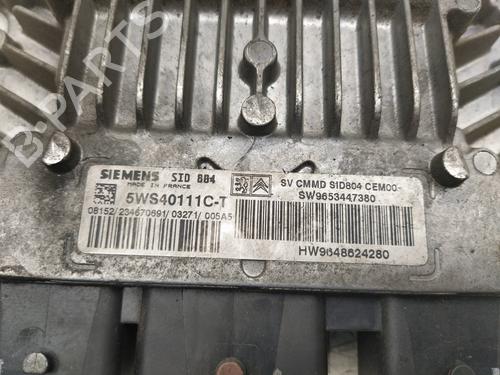 B-PARTS
SIEMENS SID 804
MADE IN FRANCE
5WS40111C-T
08152/234670691/03271/005A5
SV CMMD SID804 CEM00-
SW9653447380
HW9648624280